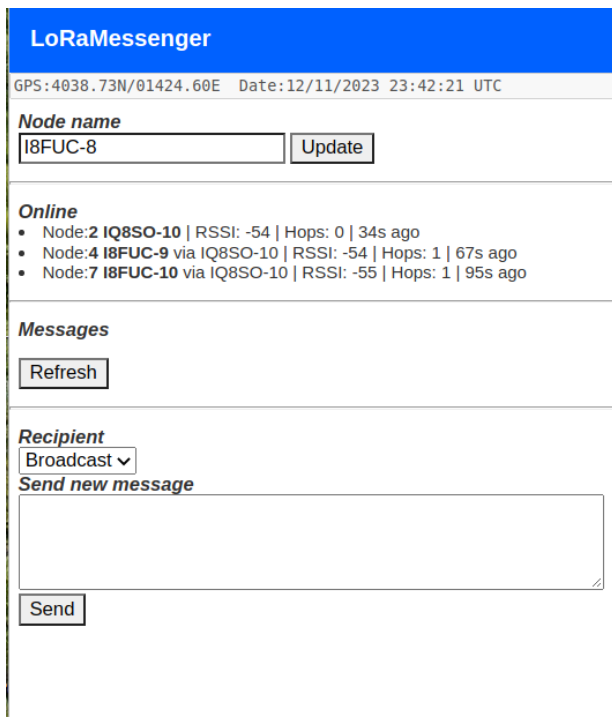 LoRaMessenger
GPS:4038.73N/01424.60E  Date:12/11/2023 23:42:21 UTC
Node name
I8FUC-8 Update
Online
• Node:2 IQ8SO-10 | RSSI: -54 | Hops: 0 | 34s ago
• Node:4 I8FUC-9 via IQ8SO-10 | RSSI: -54 | Hops: 1 | 67s ago
• Node:7 I8FUC-10 via IQ8SO-10 | RSSI: -55 | Hops: 1 | 95s ago
Messages
Refresh
Recipient
Broadcast
Send new message
Send